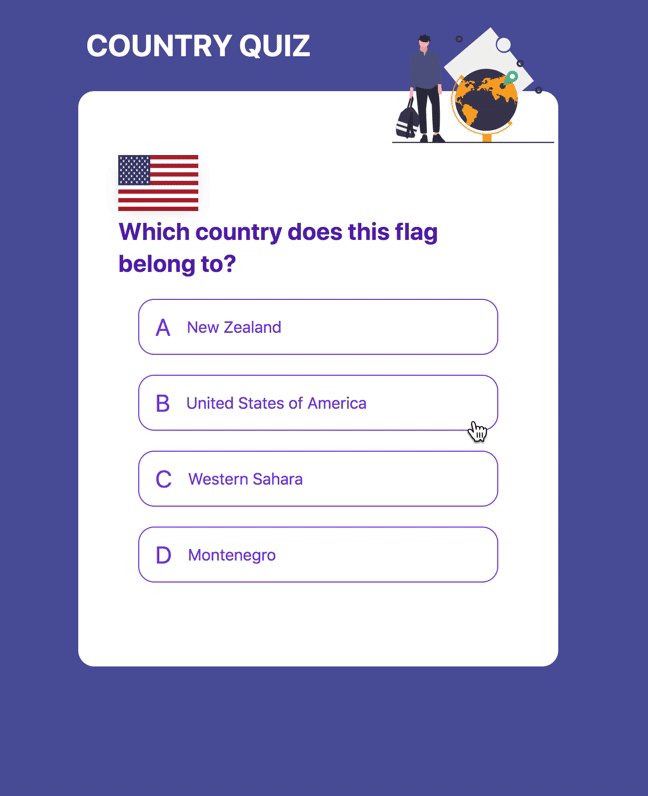 COUNTRY QUIZ
Which country does this flag
belong to?
A New Zealand
B United States of America
C Western Sahara
D Montenegro